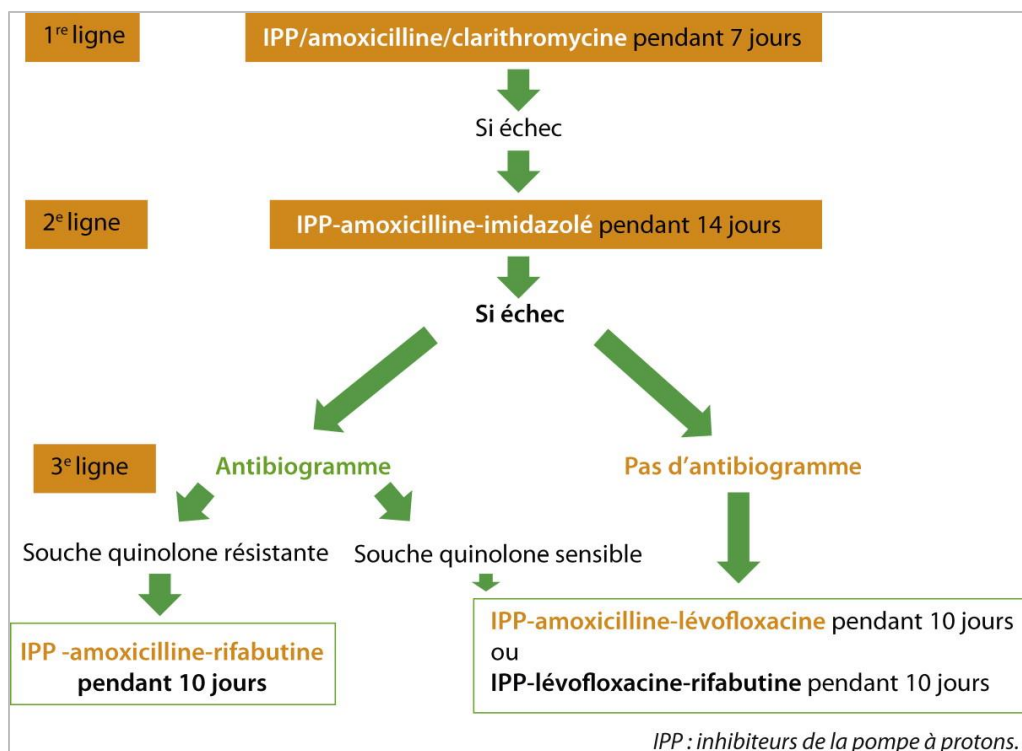 1re ligne
IPP/amoxicilline/clarithromycine pendant 7 jours
Si échec
2e ligne
IPP-amoxicilline-imidazolé pendant 14 jours
Si échec
3e ligne
Antibiogramme
Pas d'antibiogramme
Souche quinolone résistante
Souche quinolone sensible
IPP -amoxicilline-rifabutine
pendant 10 jours
IPP-amoxicilline-lévofloxacine pendant 10 jours
ou
IPP-lévofloxacine-rifabutine pendant 10 jours
IPP : inhibiteurs de la pompe à protons.